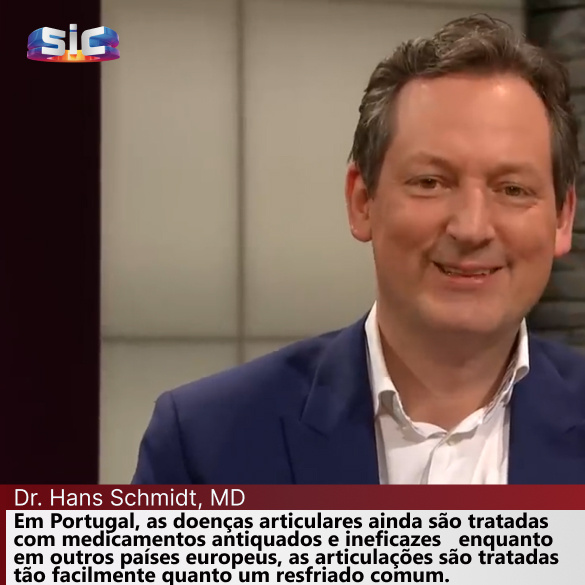 SIC
Dr. Hans Schmidt, MD
Em Portugal, as doenças articulares ainda são tratadas
com medicamentos antiquados e ineficazes enquanto
em outros países europeus, as articulações são tratadas
tão facilmente quanto um resfriado comum.